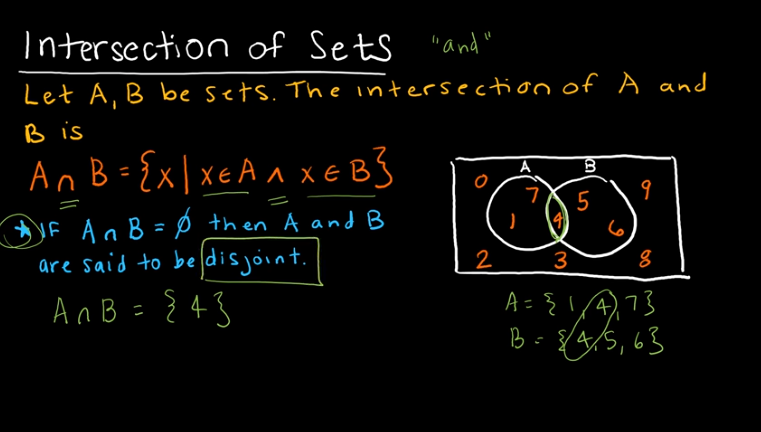 Intersection of Sets "and"
Let A, B be sets. The intersection of A and
B is
A ∩ B = {x | x ∈ A ∧ x ∈ B}
* IF A ∩ B = ∅ then A and B
are said to be disjoint.
A ∩ B = {4}
A B
0 7 5 9
1 4 6
2 3 8
A = {1, 4, 7}
B = {4, 5, 6}